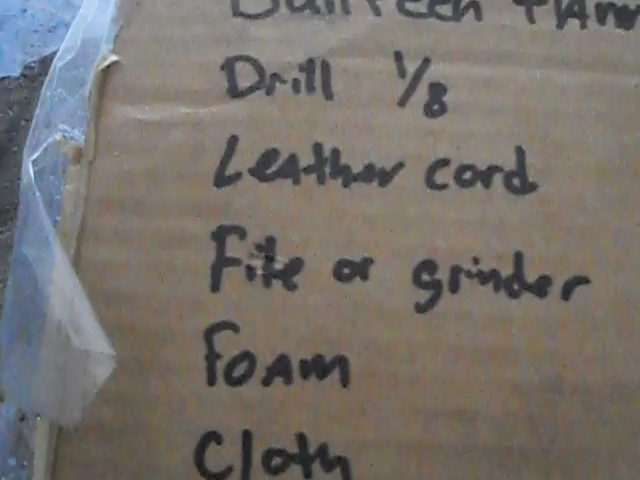 Drill 1/8
Leather cord
File or grinder
Foam
Cloth